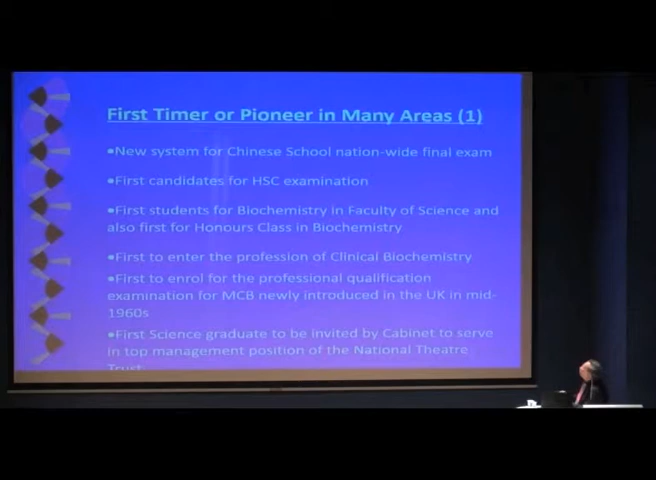 First Timer or Pioneer in Many Areas (1)
•New system for Chinese School nation-wide final exam
•First candidates for HSC examination
•First students for Biochemistry in Faculty of Science and
also first for Honours Class in Biochemistry
•First to enter the profession of Clinical Biochemistry
•First to enrol for the professional qualification
examination for MCB newly introduced in the UK in mid-
1960s
•First Science graduate to be invited by Cabinet to serve
in top management position of the National Theatre
Trust